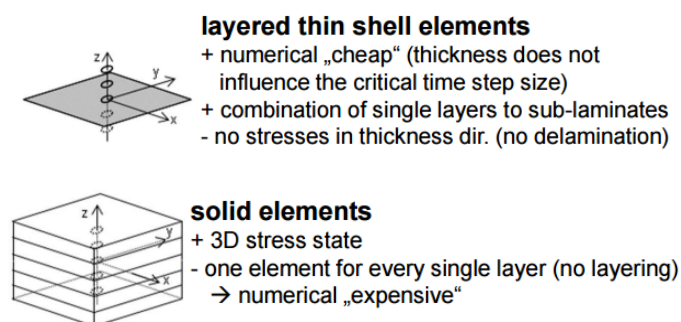 layered thin shell elements
+ numerical „cheap“ (thickness does not
influence the critical time step size)
+ combination of single layers to sub-laminates
- no stresses in thickness dir. (no delamination)
z
y
x
solid elements
+ 3D stress state
- one element for every single layer (no layering)
→ numerical „expensive“
z
y
x